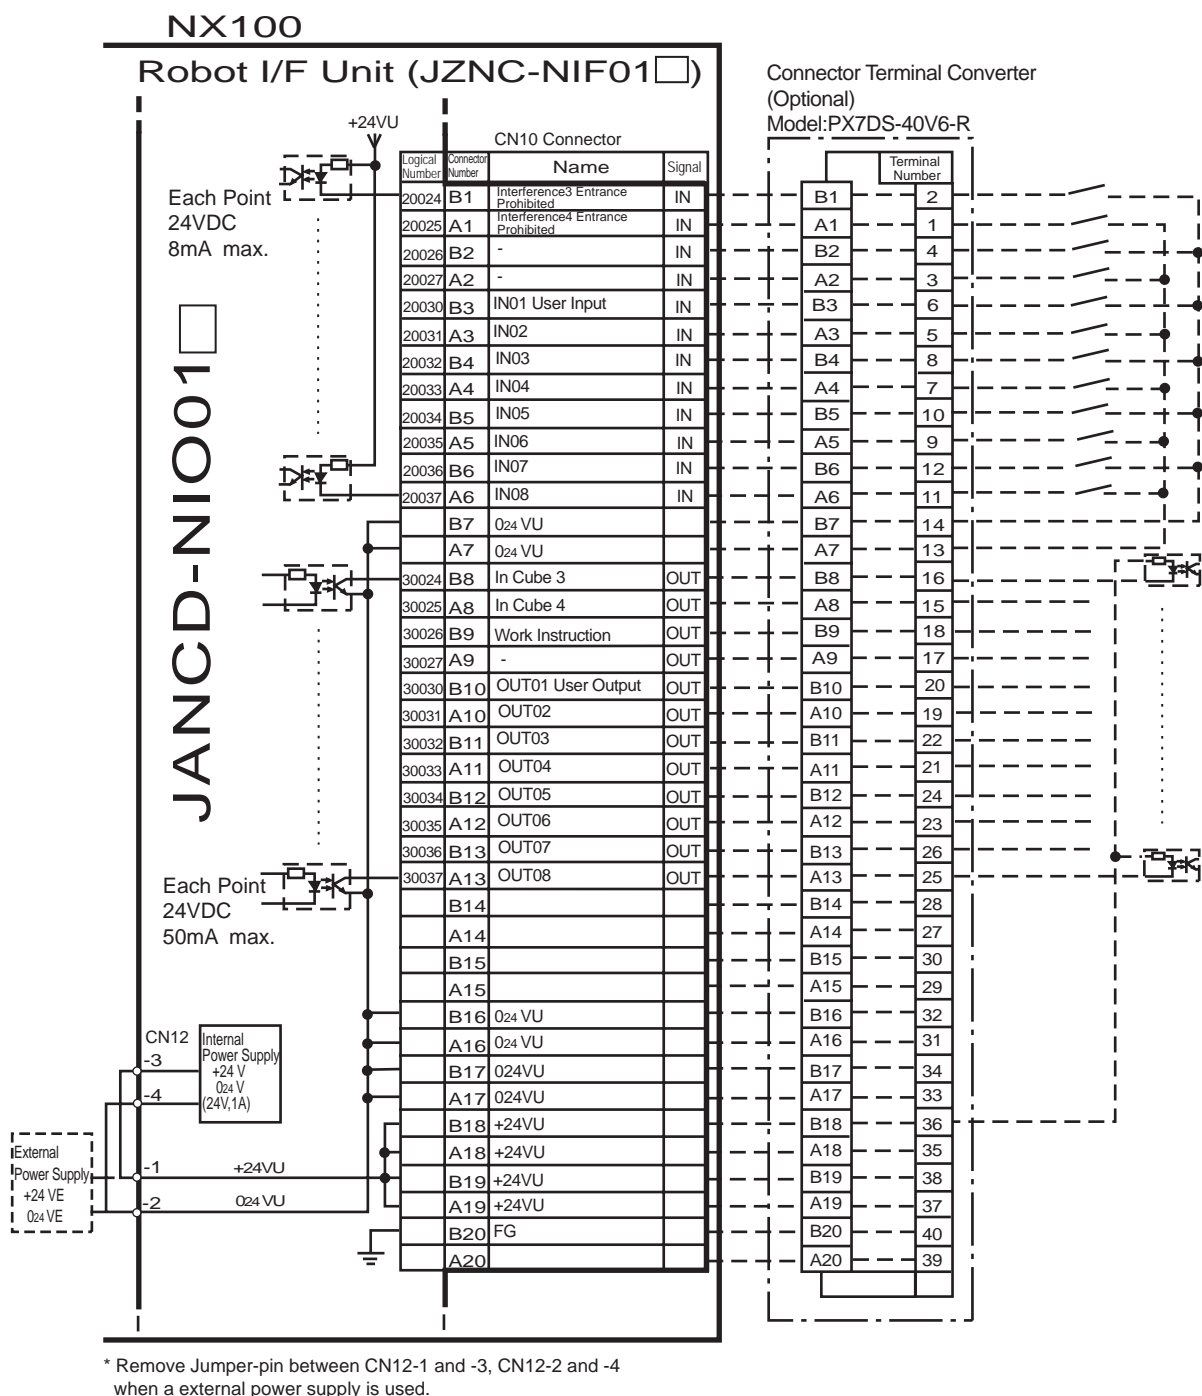 NX100
Robot I/F Unit (JZNC-NIF01□)
Connector Terminal Converter
(Optional)
Model:PX7DS-40V6-R
+24VU
CN10 Connector
Logical Number Connector Number Name Signal
Terminal Number
Each Point
24VDC
8mA max.
JANCD-NIO01□
20024 B1 Interference3 Entrance Prohibited IN B1 2
20025 A1 Interference4 Entrance Prohibited IN A1 1
20026 B2 - IN B2 4
20027 A2 - IN A2 3
20030 B3 IN01 User Input IN B3 6
20031 A3 IN02 IN A3 5
20032 B4 IN03 IN B4 8
20033 A4 IN04 IN A4 7
20034 B5 IN05 IN B5 10
20035 A5 IN06 IN A5 9
20036 B6 IN07 IN B6 12
20037 A6 IN08 IN A6 11
B7 024 VU B7 14
A7 024 VU A7 13
30024 B8 In Cube 3 OUT B8 16
30025 A8 In Cube 4 OUT A8 15
30026 B9 Work Instruction OUT B9 18
30027 A9 - OUT A9 17
30030 B10 OUT01 User Output OUT B10 20
30031 A10 OUT02 OUT A10 19
30032 B11 OUT03 OUT B11 22
30033 A11 OUT04 OUT A11 21
30034 B12 OUT05 OUT B12 24
30035 A12 OUT06 OUT A12 23
30036 B13 OUT07 OUT B13 26
30037 A13 OUT08 OUT A13 25
Each Point
24VDC
50mA max.
B14 B14 28
A14 A14 27
B15 B15 30
A15 A15 29
B16 024 VU B16 32
A16 024 VU A16 31
B17 024VU B17 34
A17 024VU A17 33
B18 +24VU B18 36
A18 +24VU A18 35
B19 +24VU B19 38
A19 +24VU A19 37
B20 FG B20 40
A20 A20 39
CN12
-3
-4
Internal
Power Supply
+24 V
024 V
(24V,1A)
External
Power Supply
+24 VE
024 VE
-1 +24VU
-2 024 VU
* Remove Jumper-pin between CN12-1 and -3, CN12-2 and -4
when a external power supply is used.